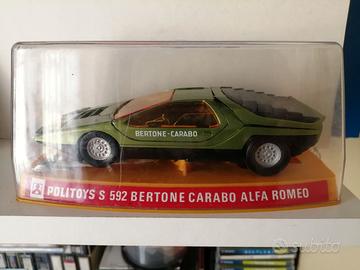 BERTONE-CARABO
POLITOYS S 592 BERTONE CARABO ALFA ROMEO
subito